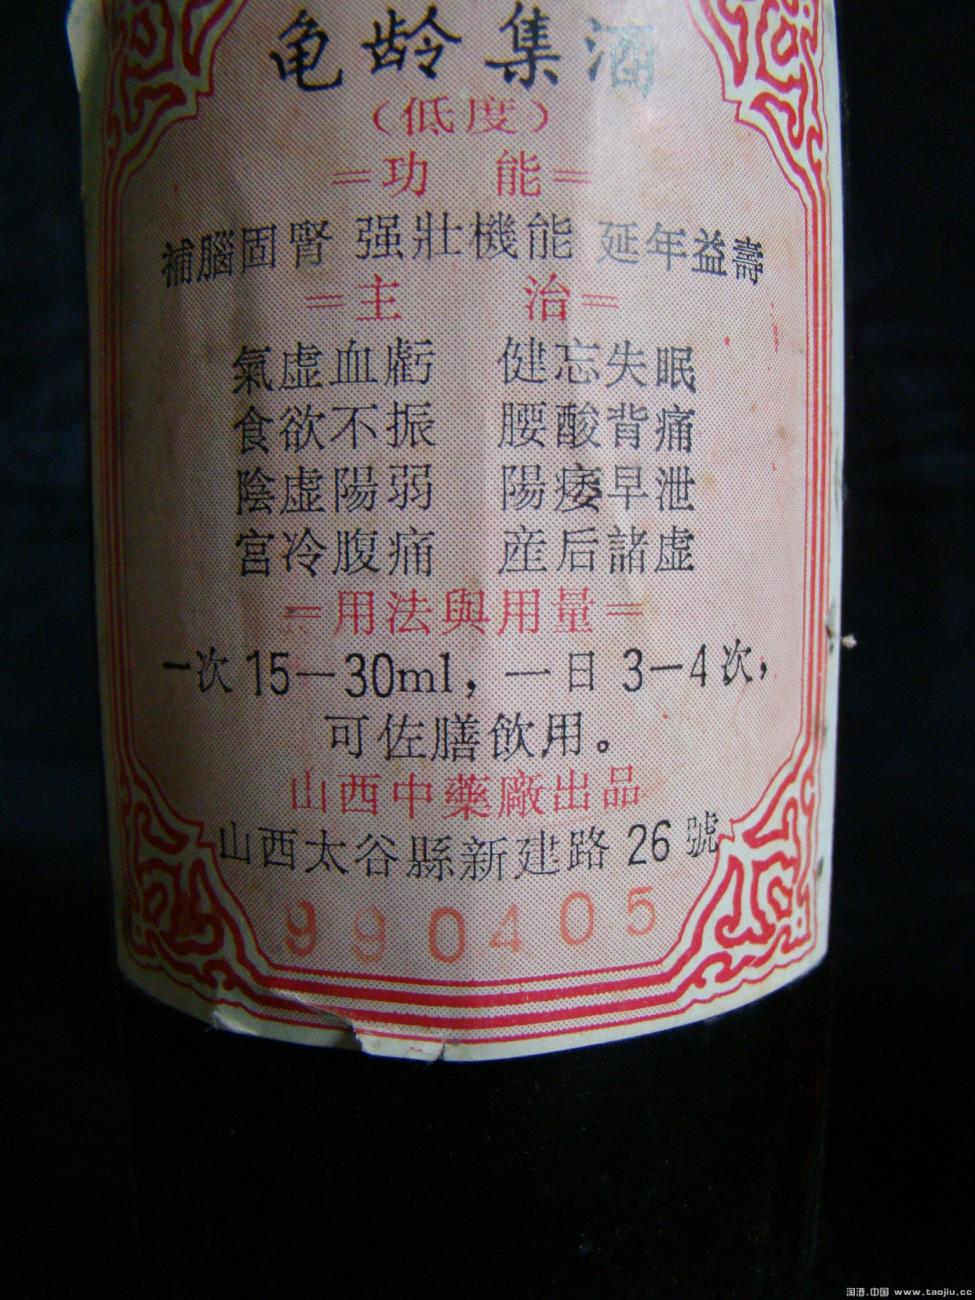 龟龄集酒
(低度)
=功 能=
補腦固腎 强壯機能 延年益壽
=主 治=
氣虚血虧 健忘失眠
食欲不振 腰酸背痛
陰虚陽弱 陽痿早泄
宫冷腹痛 産后諸虚
=用法與用量=
一次15—30ml，一日3—4次，
可佐膳飲用。
山西中藥廠出品
山西太谷縣新建路26號
990405
淘酒.中国 www.taojiu.cc